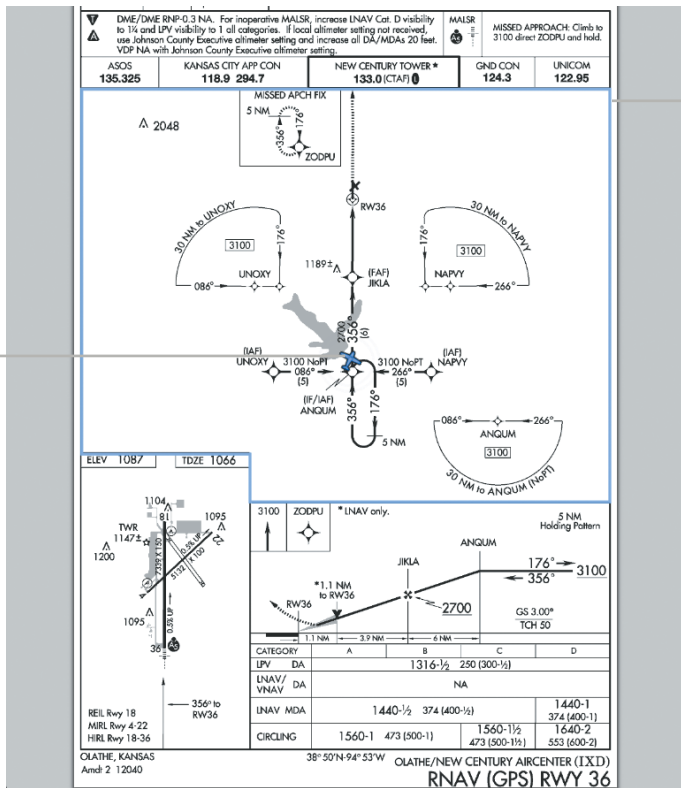 DME/DME RNP-0.3 NA. For inoperative MALSR, increase LNAV Cat. D visibility
to 1¼ and LPV visibility to 1 all categories. If local altimeter setting not received,
use Johnson County Executive altimeter setting and increase all DA/MDAs 20 feet.
VDP NA with Johnson County Executive altimeter setting.
MALSR
MISSED APPROACH: Climb to
3100 direct ZODPU and hold.
ASOS
135.325
KANSAS CITY APP CON
118.9 294.7
NEW CENTURY TOWER*
133.0 (CTAF)
GND CON
124.3
UNICOM
122.95
MISSED APCH FIX
5 NM
356°
176°
ZODPU
2048
RW36
30 NM to UNOXY
3100
176°
UNOXY
086°
30 NM to NAPVY
3100
176°
NAPVY
266°
1189±
(FAF)
JIKLA
2700
356°
(6)
(IAF)
UNOXY
3100 NoPT
086°
(5)
3100 NoPT
266°
(5)
(IAF)
NAPVY
(IF/IAF)
ANQUM
356°
176°
5 NM
086°
266°
ANQUM
3100
30 NM to ANQUM (NoPT)
ELEV 1087
TDZE 1066
1104
81
1095
TWR
1147±
22
1200
0.5% UP
7339 X 150
5132 X 100
4
1095
0.5% UP
36
356° to
RW36
REIL Rwy 18
MIRL Rwy 4-22
HIRL Rwy 18-36
3100
ZODPU
*LNAV only.
5 NM
Holding Pattern
ANQUM
JIKLA
176°
356°
3100
*1.1 NM
to RW36
RW36
2700
GS 3.00°
TCH 50
1.1 NM
3.9 NM
6 NM
CATEGORY A B C D
LPV DA 1316-½ 250 (300-½)
LNAV/
VNAV DA NA
LNAV MDA 1440-½ 374 (400-½) 1440-1
374 (400-1)
CIRCLING 1560-1 473 (500-1) 1560-1½
473 (500-1½) 1640-2
553 (600-2)
OLATHE, KANSAS
Amdt 2 12040
38°50'N-94°53'W
OLATHE/NEW CENTURY AIRCENTER (IXD)
RNAV (GPS) RWY 36